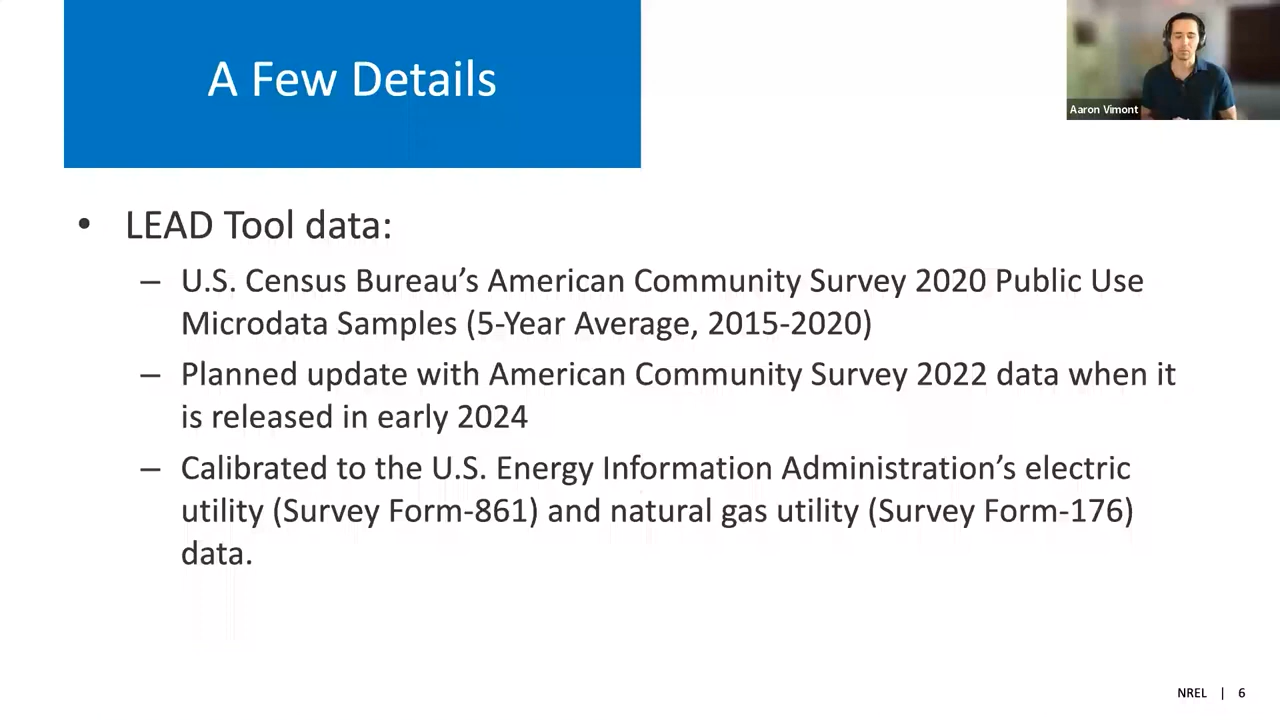 A Few Details
Aaron Vimont
• LEAD Tool data:
– U.S. Census Bureau’s American Community Survey 2020 Public Use
Microdata Samples (5-Year Average, 2015-2020)
– Planned update with American Community Survey 2022 data when it
is released in early 2024
– Calibrated to the U.S. Energy Information Administration’s electric
utility (Survey Form-861) and natural gas utility (Survey Form-176)
data.
NREL | 6